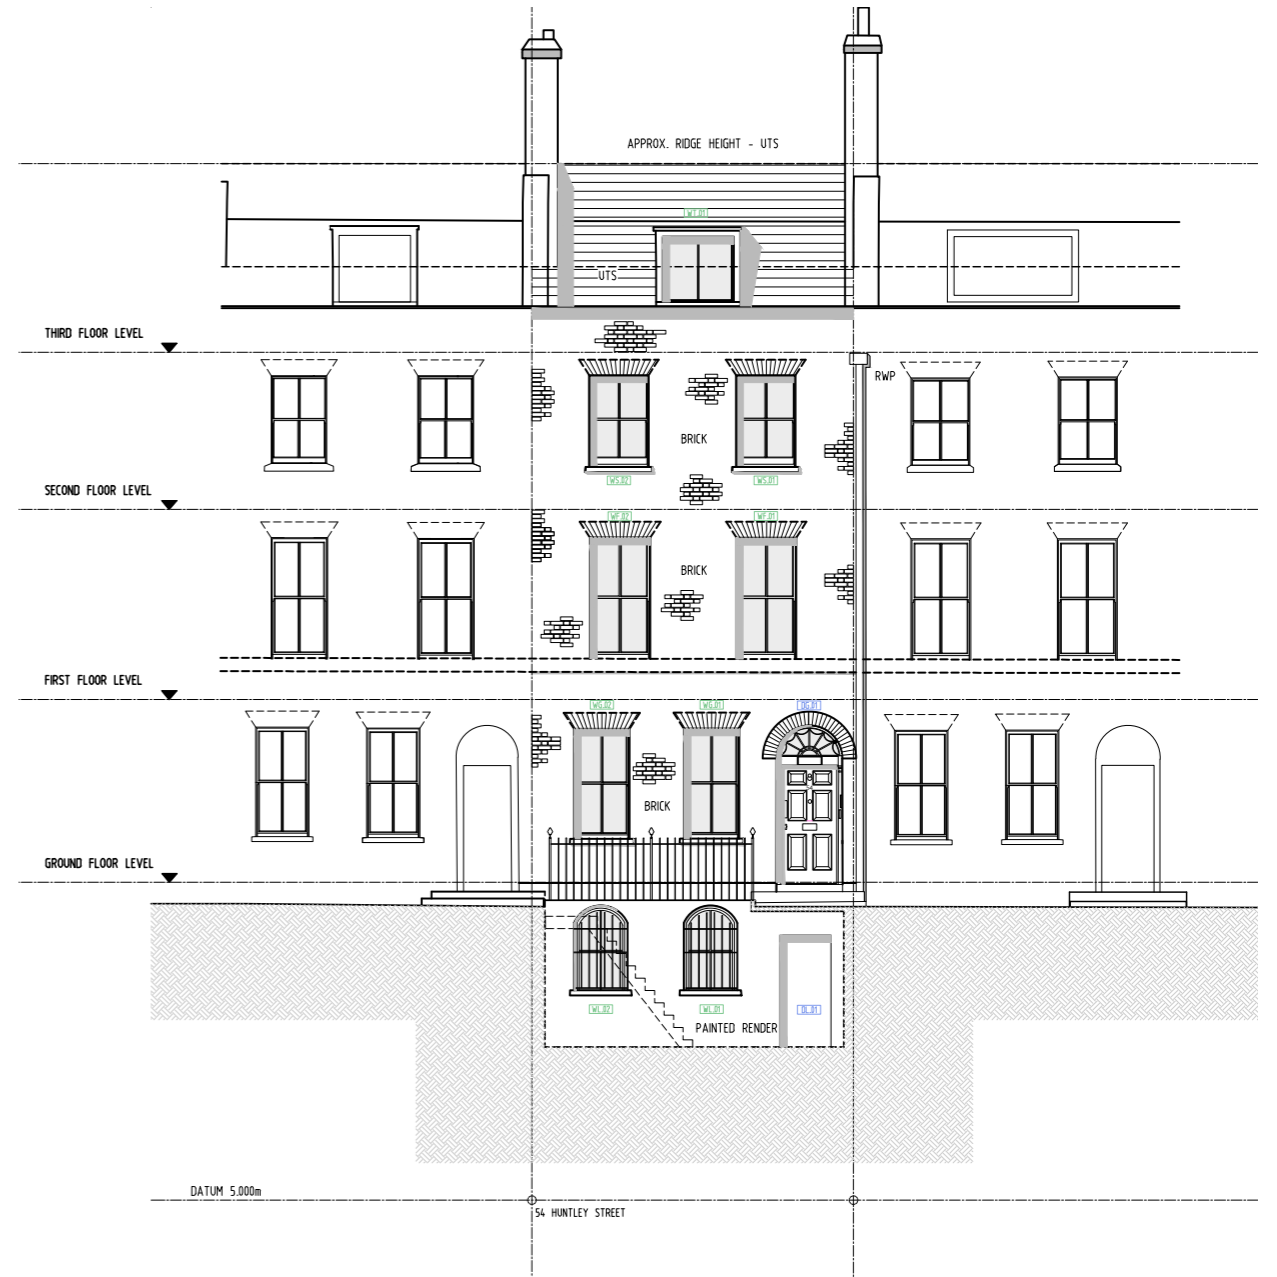 APPROX. RIDGE HEIGHT - UTS
WT.01
UTS
THIRD FLOOR LEVEL
RWP
BRICK
WS.02
WS.01
SECOND FLOOR LEVEL
WF.02
WF.01
BRICK
FIRST FLOOR LEVEL
WG.02
WG.01
DG.01
54
BRICK
GROUND FLOOR LEVEL
WL.02
WL.01
DL.01
PAINTED RENDER
DATUM 5.000m
54 HUNTLEY STREET